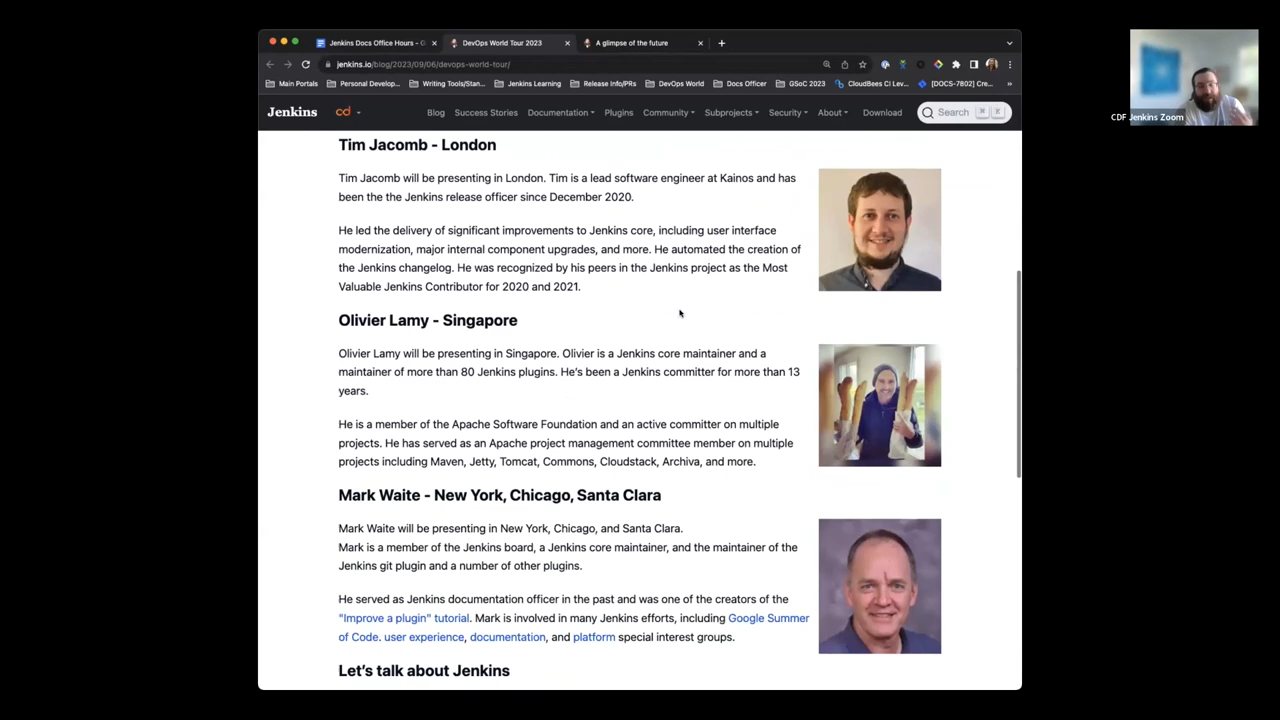 Jenkins Docs Office Hours - G
DevOps World Tour 2023
A glimpse of the future
jenkins.io/blog/2023/09/06/devops-world-tour/
Main Portals
Personal Develop...
Writing Tools/Stan...
Jenkins Learning
Release Info/PRs
DevOps World
Docs Officer
GSoC 2023
CloudBees CI Lev...
[DOCS-7802] Cre...
Jenkins
cd
Blog
Success Stories
Documentation
Plugins
Community
Subprojects
Security
About
Download
Search
⌘
K
CDF Jenkins Zoom
Tim Jacomb - London
Tim Jacomb will be presenting in London. Tim is a lead software engineer at Kainos and has
been the the Jenkins release officer since December 2020.
He led the delivery of significant improvements to Jenkins core, including user interface
modernization, major internal component upgrades, and more. He automated the creation of
the Jenkins changelog. He was recognized by his peers in the Jenkins project as the Most
Valuable Jenkins Contributor for 2020 and 2021.
Olivier Lamy - Singapore
Olivier Lamy will be presenting in Singapore. Olivier is a Jenkins core maintainer and a
maintainer of more than 80 Jenkins plugins. He's been a Jenkins committer for more than 13
years.
He is a member of the Apache Software Foundation and an active committer on multiple
projects. He has served as an Apache project management committee member on multiple
projects including Maven, Jetty, Tomcat, Commons, Cloudstack, Archiva, and more.
Mark Waite - New York, Chicago, Santa Clara
Mark Waite will be presenting in New York, Chicago, and Santa Clara.
Mark is a member of the Jenkins board, a Jenkins core maintainer, and the maintainer of the
Jenkins git plugin and a number of other plugins.
He served as Jenkins documentation officer in the past and was one of the creators of the
"Improve a plugin" tutorial. Mark is involved in many Jenkins efforts, including Google Summer
of Code. user experience, documentation, and platform special interest groups.
Let's talk about Jenkins